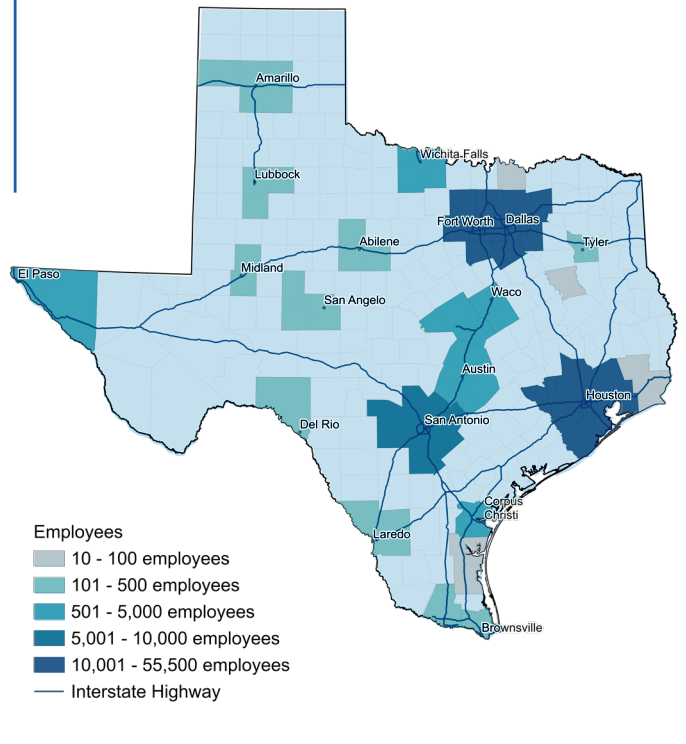 Amarillo
Wichita Falls
Lubbock
Fort Worth
Dallas
Abilene
Tyler
Midland
El Paso
Waco
San Angelo
Austin
Houston
San Antonio
Del Rio
Corpus
Christi
Laredo
Brownsville
Employees
10 - 100 employees
101 - 500 employees
501 - 5,000 employees
5,001 - 10,000 employees
10,001 - 55,500 employees
Interstate Highway